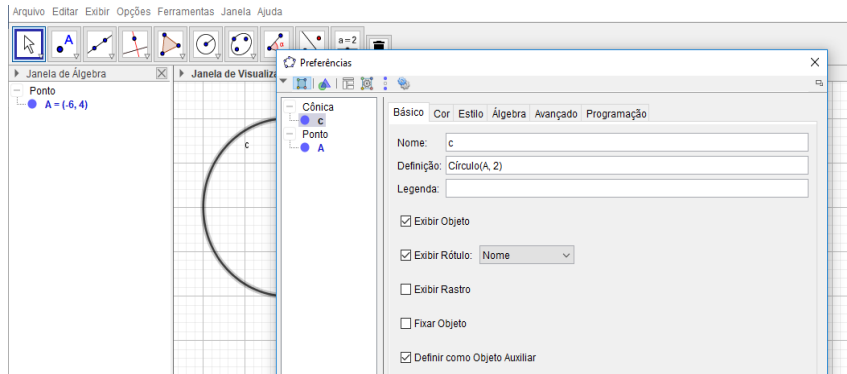 Arquivo Editar Exibir Opções Ferramentas Janela Ajuda
A
a=2
Preferências
Janela de Álgebra
Janela de Visualiza
Ponto
A = (-6, 4)
c
Cônica
c
Ponto
A
Básico Cor Estilo Álgebra Avançado Programação
Nome: c
Definição: Círculo(A, 2)
Legenda:
Exibir Objeto
Exibir Rótulo: Nome
Exibir Rastro
Fixar Objeto
Definir como Objeto Auxiliar